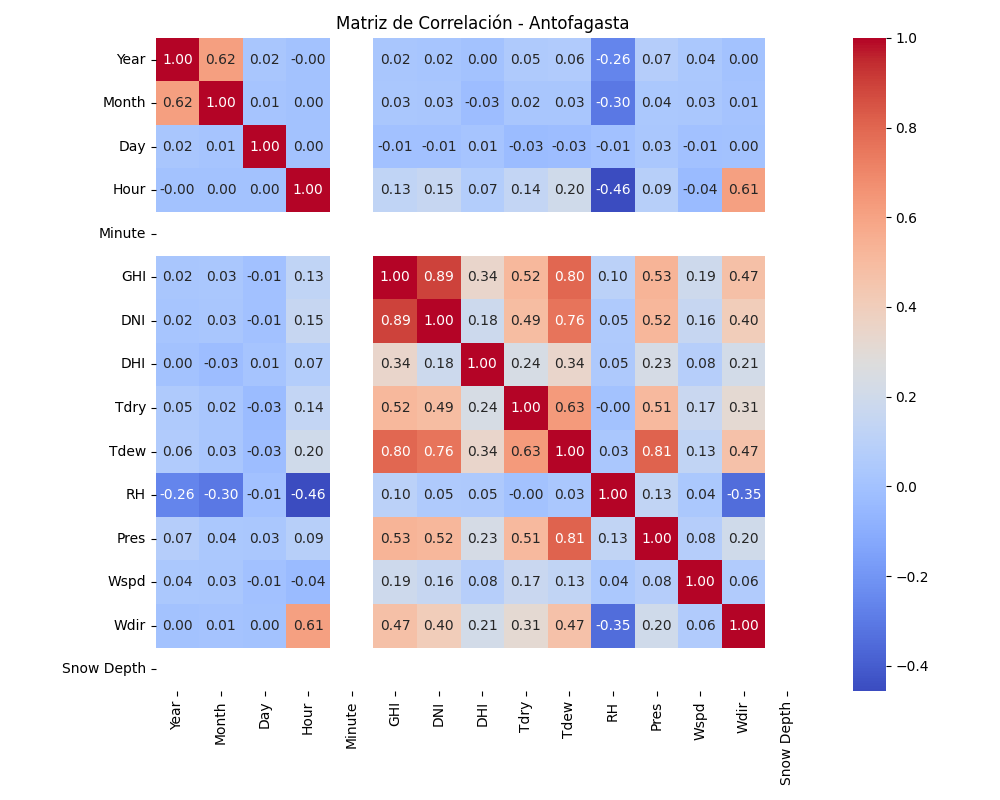 Matriz de Correlación - Antofagasta
Year 1.00 0.62 0.02 -0.00 0.02 0.02 0.00 0.05 0.06 -0.26 0.07 0.04 0.00
Month 0.62 1.00 0.01 0.00 0.03 0.03 -0.03 0.02 0.03 -0.30 0.04 0.03 0.01
Day 0.02 0.01 1.00 0.00 -0.01 -0.01 0.01 -0.03 -0.03 -0.01 0.03 -0.01 0.00
Hour -0.00 0.00 0.00 1.00 0.13 0.15 0.07 0.14 0.20 -0.46 0.09 -0.04 0.61
Minute
GHI 0.02 0.03 -0.01 0.13 1.00 0.89 0.34 0.52 0.80 0.10 0.53 0.19 0.47
DNI 0.02 0.03 -0.01 0.15 0.89 1.00 0.18 0.49 0.76 0.05 0.52 0.16 0.40
DHI 0.00 -0.03 0.01 0.07 0.34 0.18 1.00 0.24 0.34 0.05 0.23 0.08 0.21
Tdry 0.05 0.02 -0.03 0.14 0.52 0.49 0.24 1.00 0.63 -0.00 0.51 0.17 0.31
Tdew 0.06 0.03 -0.03 0.20 0.80 0.76 0.34 0.63 1.00 0.03 0.81 0.13 0.47
RH -0.26 -0.30 -0.01 -0.46 0.10 0.05 0.05 -0.00 0.03 1.00 0.13 0.04 -0.35
Pres 0.07 0.04 0.03 0.09 0.53 0.52 0.23 0.51 0.81 0.13 1.00 0.08 0.20
Wspd 0.04 0.03 -0.01 -0.04 0.19 0.16 0.08 0.17 0.13 0.04 0.08 1.00 0.06
Wdir 0.00 0.01 0.00 0.61 0.47 0.40 0.21 0.31 0.47 -0.35 0.20 0.06 1.00
Snow Depth
Year Month Day Hour Minute GHI DNI DHI Tdry Tdew RH Pres Wspd Wdir Snow Depth
1.0
0.8
0.6
0.4
0.2
0.0
−0.2
−0.4